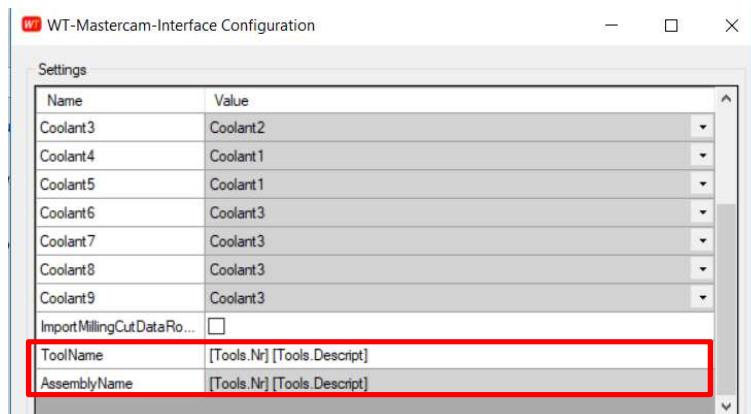 WT WT-Mastercam-Interface Configuration
Settings
Name Value
Coolant3 Coolant2
Coolant4 Coolant1
Coolant5 Coolant1
Coolant6 Coolant3
Coolant7 Coolant3
Coolant8 Coolant3
Coolant9 Coolant3
ImportMillingCutDataRo...
ToolName [Tools.Nr] [Tools.Descript]
AssemblyName [Tools.Nr] [Tools.Descript]